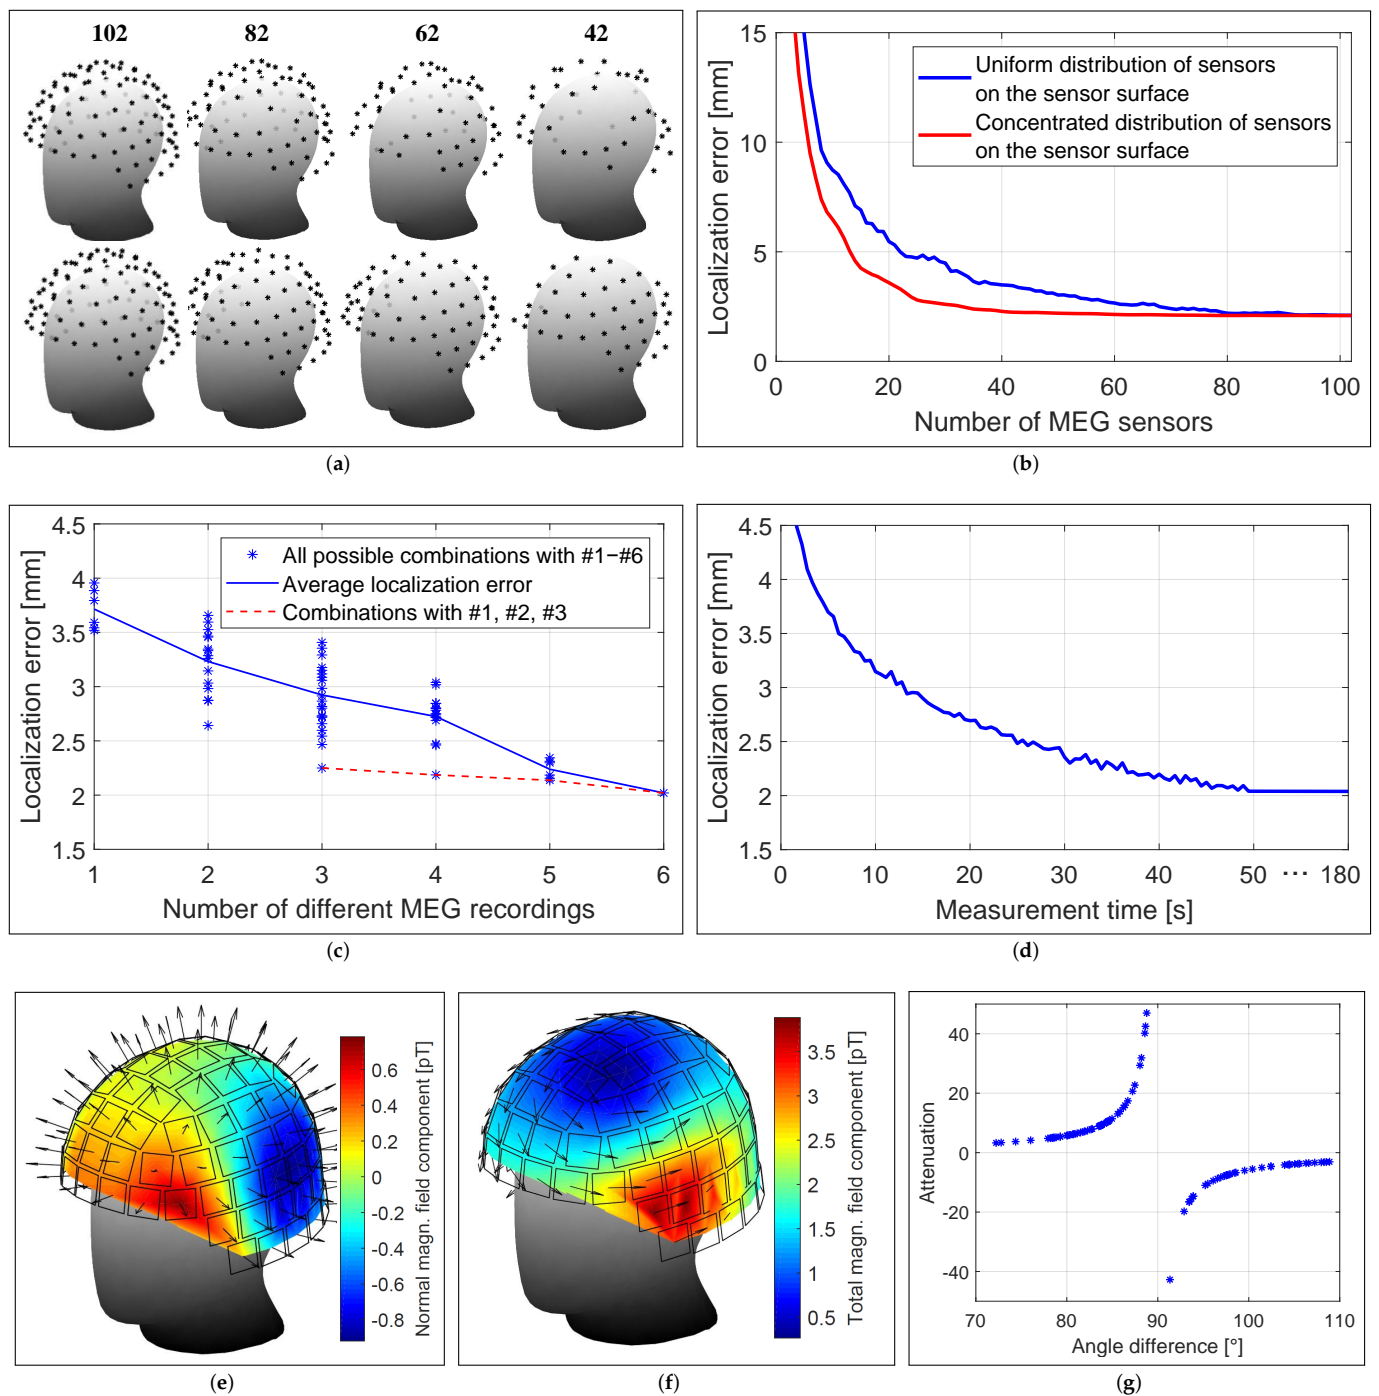 102 82 62 42
(a)
15
10
5
0
0 20 40 60 80 100
Localization error [mm]
Number of MEG sensors
Uniform distribution of sensors
on the sensor surface
Concentrated distribution of sensors
on the sensor surface
(b)
4.5
4
3.5
3
2.5
2
1.5
1 2 3 4 5 6
Localization error [mm]
Number of different MEG recordings
All possible combinations with #1−#6
Average localization error
Combinations with #1, #2, #3
(c)
4.5
4
3.5
3
2.5
2
1.5
0 10 20 30 40 50 ··· 180
Localization error [mm]
Measurement time [s]
(d)
0.6
0.4
0.2
0
-0.2
-0.4
-0.6
-0.8
Normal magn. field component [pT]
(e)
3.5
3
2.5
2
1.5
1
0.5
Total magn. field component [pT]
(f)
40
20
0
-20
-40
70 80 90 100 110
Attenuation
Angle difference [°]
(g)